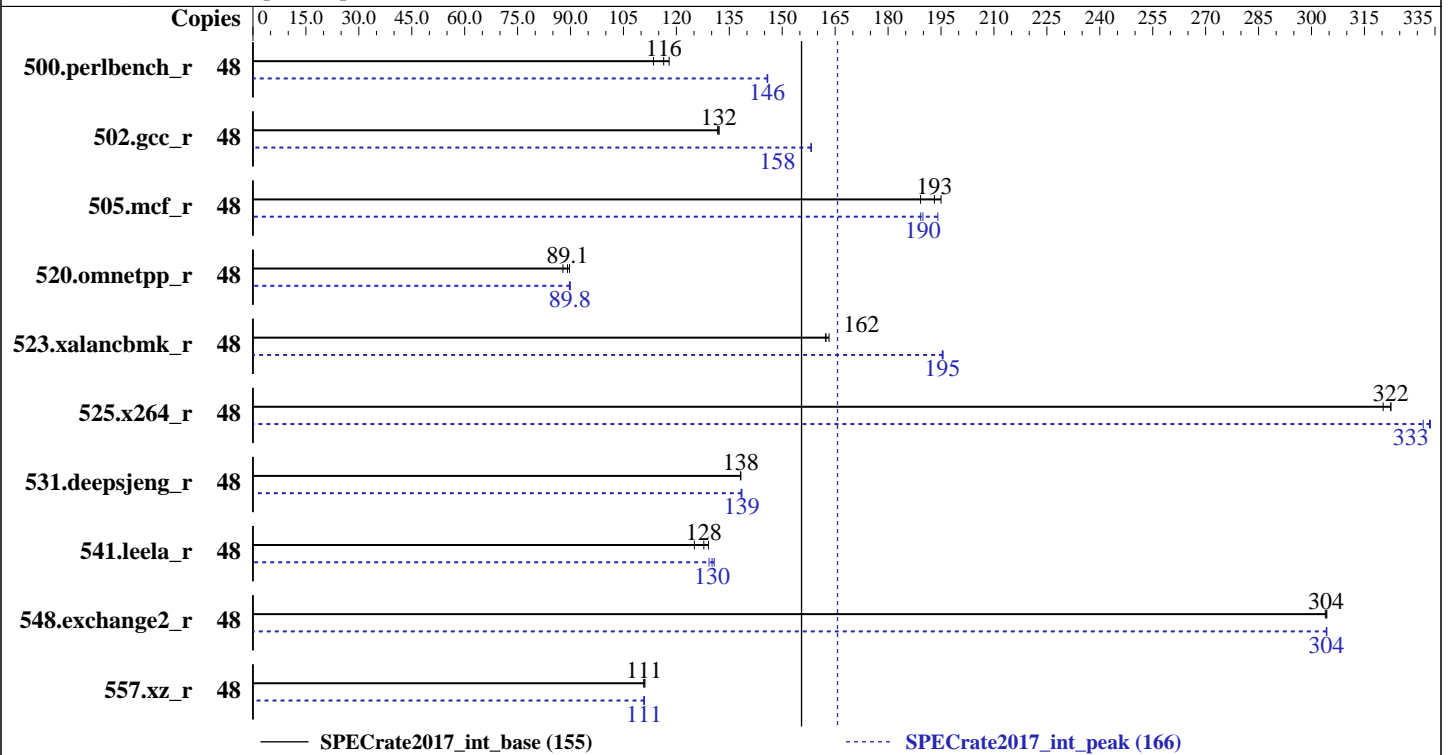 Copies 0 15.0 30.0 45.0 60.0 75.0 90.0 105 120 135 150 165 180 195 210 225 240 255 270 285 300 315 335
116
500.perlbench_r 48
146
132
502.gcc_r 48
158
193
505.mcf_r 48
190
89.1
520.omnetpp_r 48
89.8
162
523.xalancbmk_r 48
195
322
525.x264_r 48
333
138
531.deepsjeng_r 48
139
128
541.leela_r 48
130
304
548.exchange2_r 48
304
111
557.xz_r 48
111
SPECrate2017_int_base (155) SPECrate2017_int_peak (166)